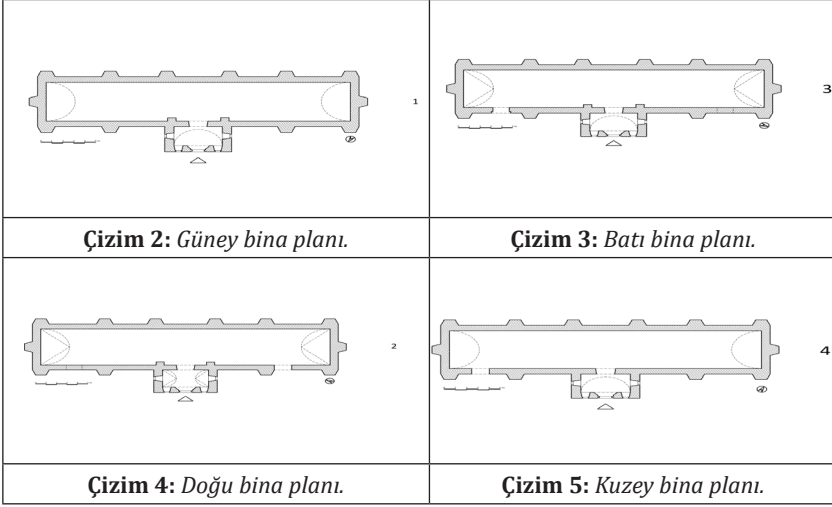 1
3
Çizim 2: Güney bina planı.
Çizim 3: Batı bina planı.
2
4
Çizim 4: Doğu bina planı.
Çizim 5: Kuzey bina planı.